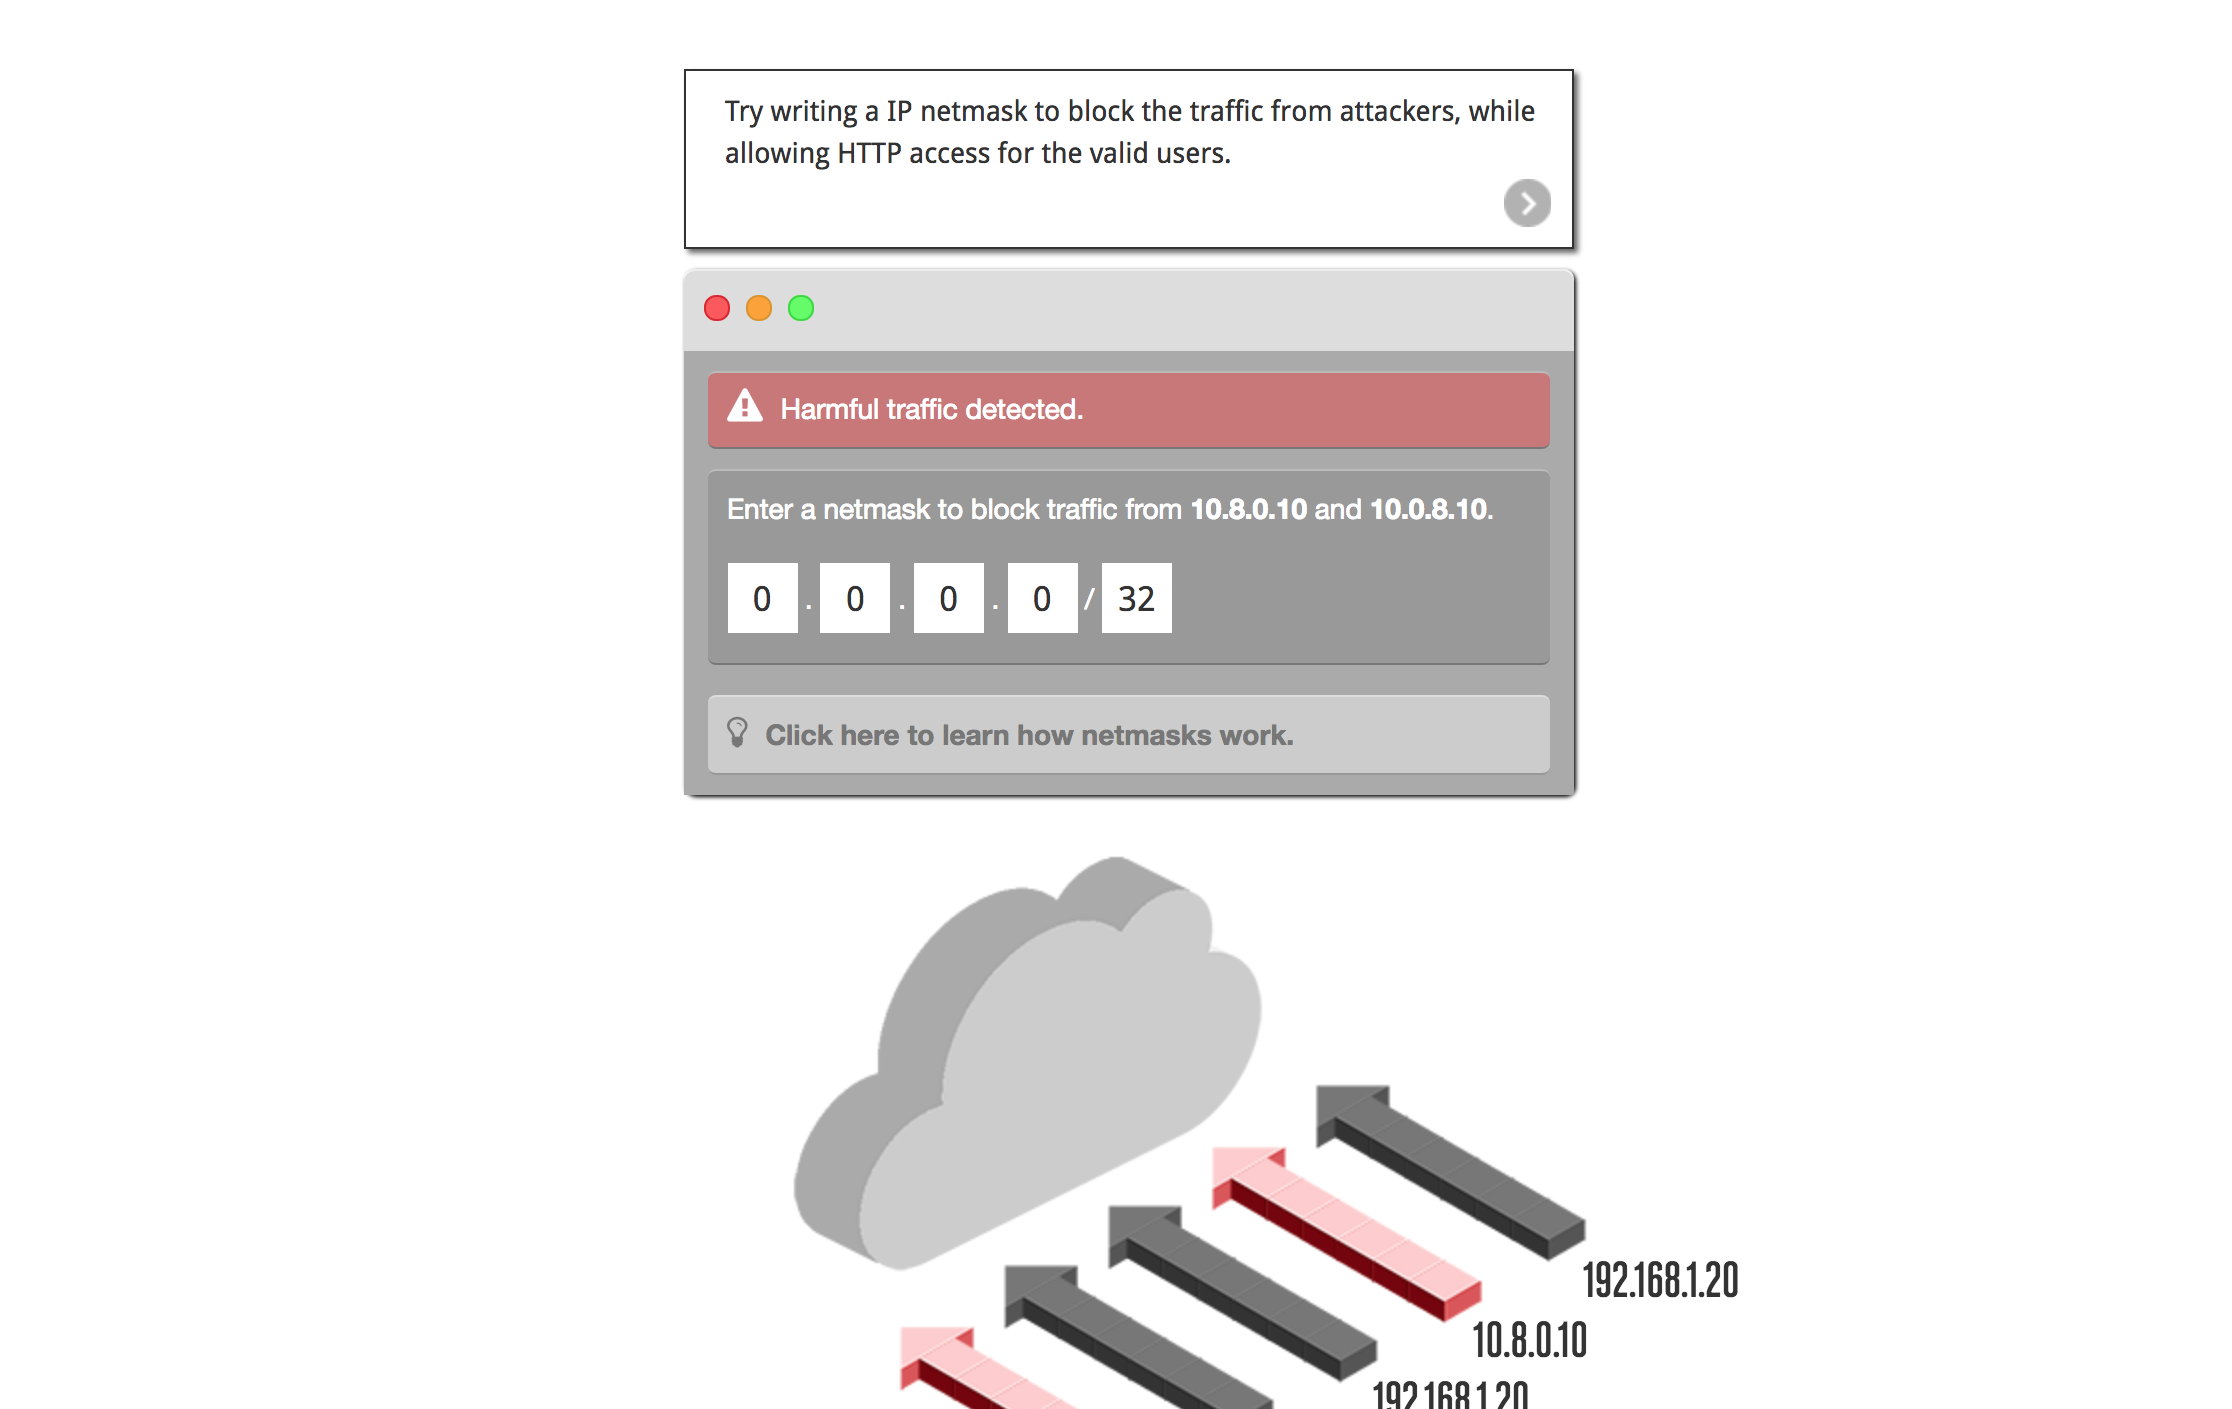 Try writing a IP netmask to block the traffic from attackers, while
allowing HTTP access for the valid users.
Harmful traffic detected.
Enter a netmask to block traffic from 10.8.0.10 and 10.0.8.10.
0 . 0 . 0 . 0 / 32
Click here to learn how netmasks work.
192.168.1.20
10.8.0.10
192.168.1.20